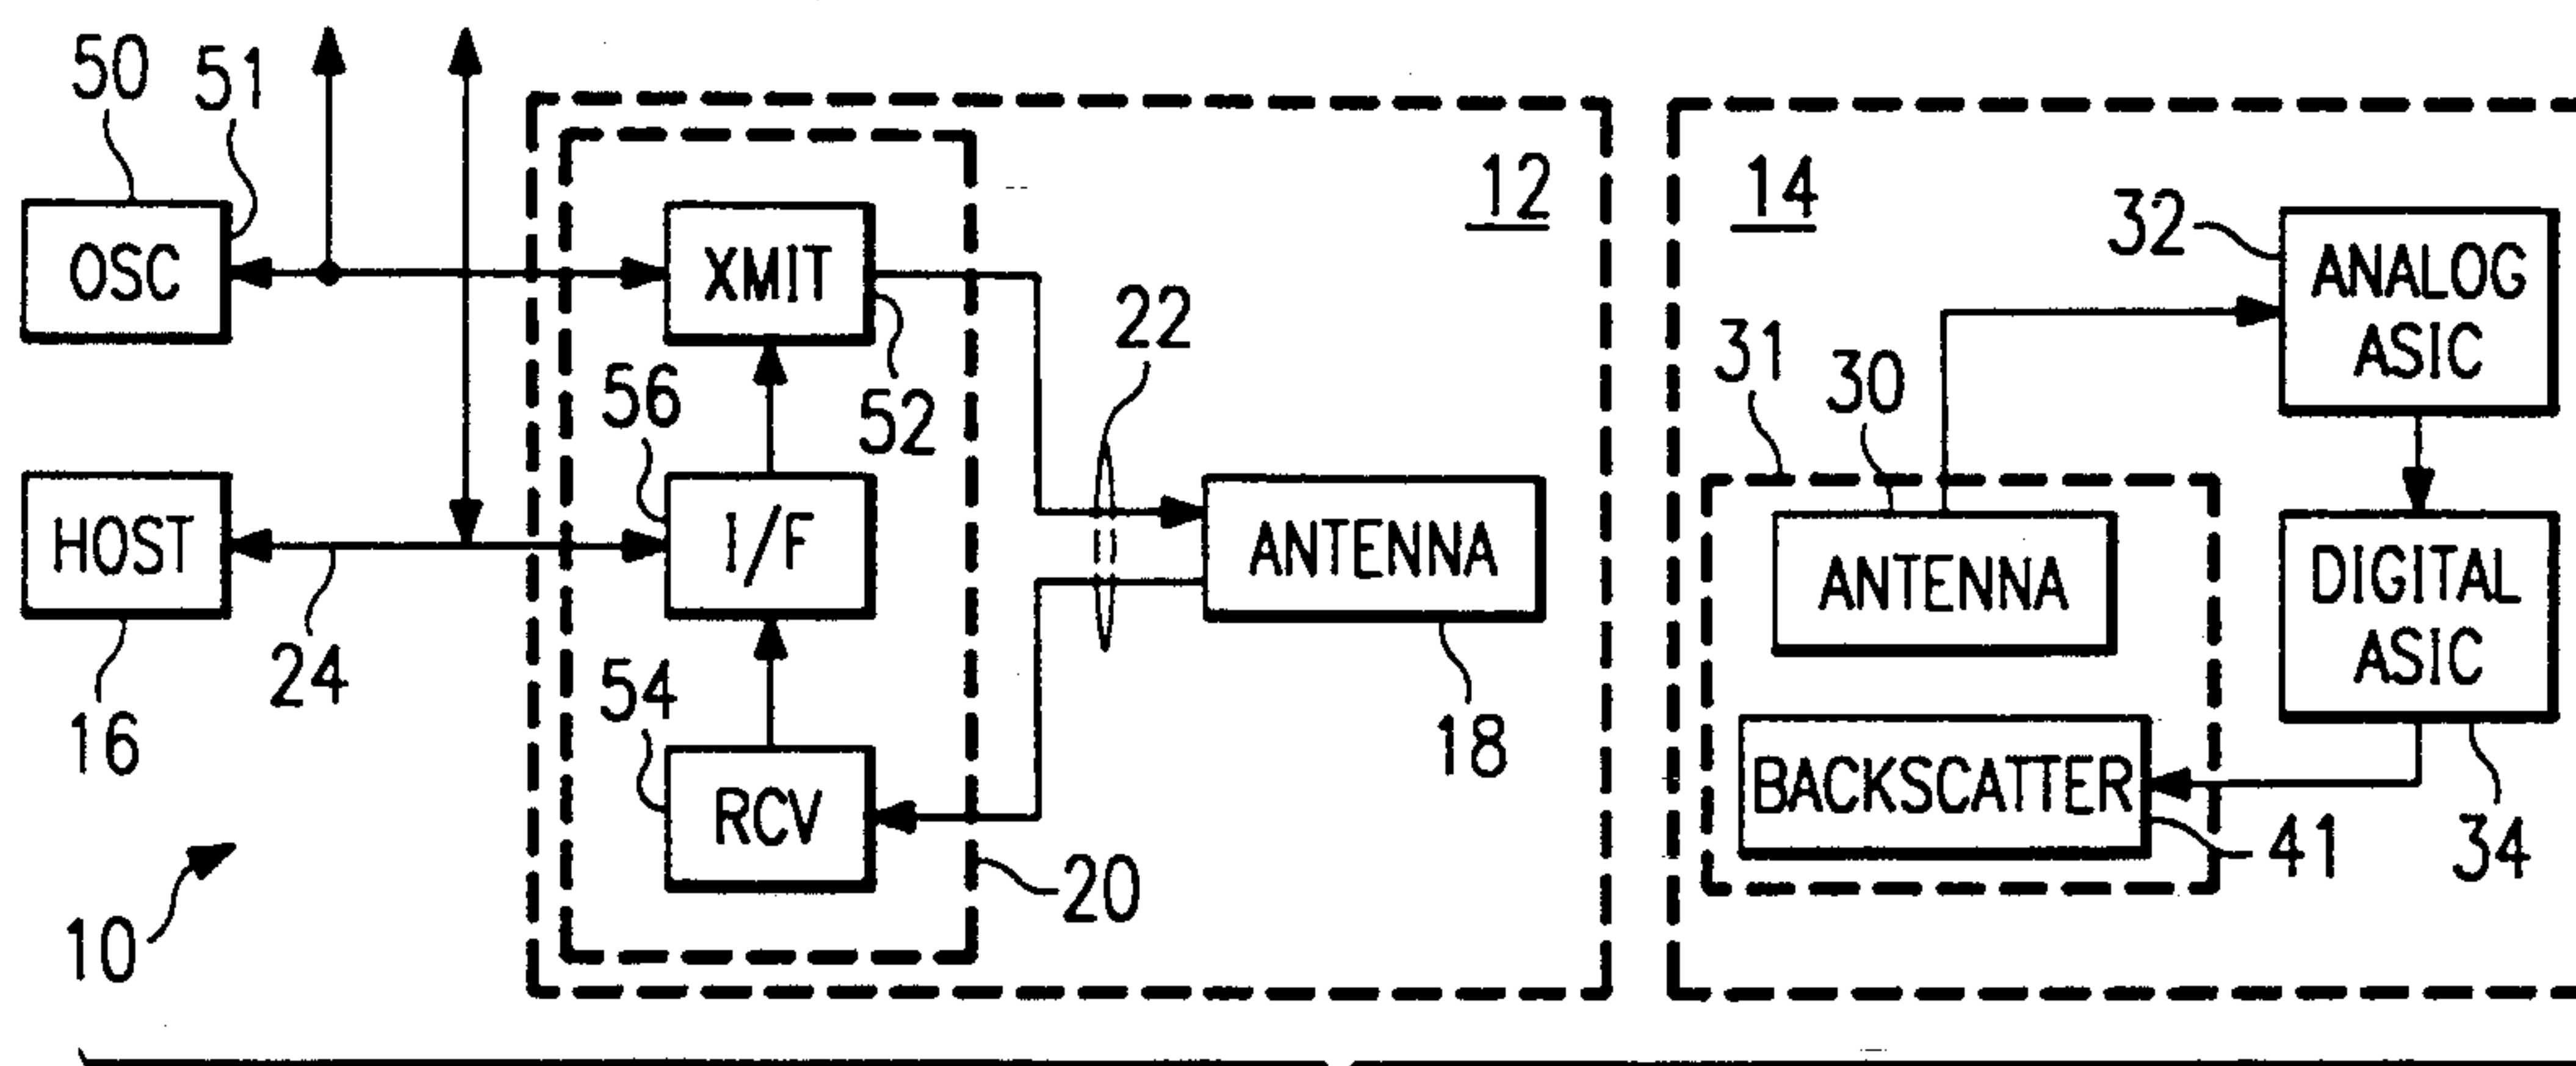 50
51
OSC
HOST
16
24
10
XMIT
52
56
I/F
54
RCV
20
22
12
ANTENNA
18
14
31
30
ANTENNA
BACKSCATTER
41
32
ANALOG
ASIC
DIGITAL
ASIC
34